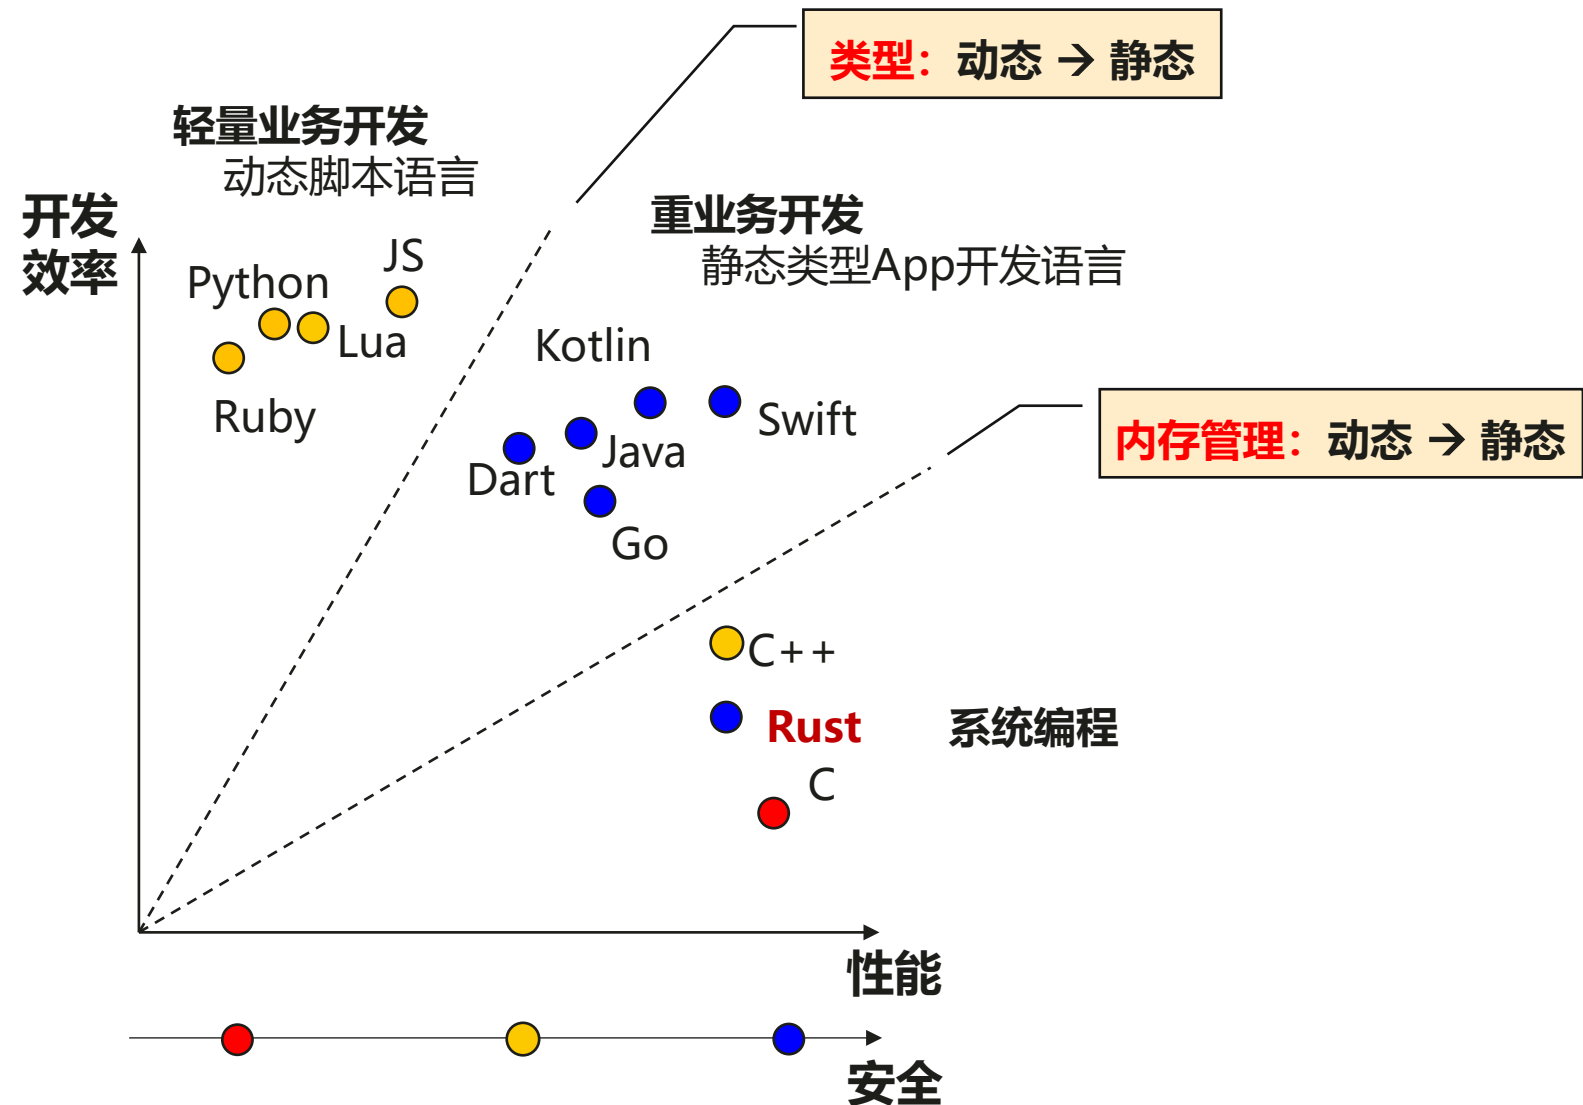 类型：动态 → 静态
轻量业务开发
动态脚本语言
开发
效率
重业务开发
静态类型App开发语言
JS
Python
Lua
Ruby
Kotlin
Swift
Java
Dart
Go
内存管理：动态 → 静态
C++
Rust
系统编程
C
性能
安全